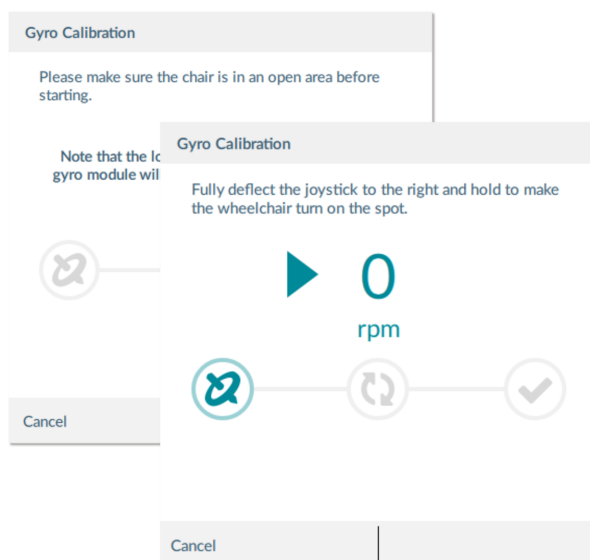 Gyro Calibration
Please make sure the chair is in an open area before
starting.
Note that the
gyro module
Cancel
Gyro Calibration
Fully deflect the joystick to the right and hold to make
the wheelchair turn on the spot.
0
rpm
Cancel